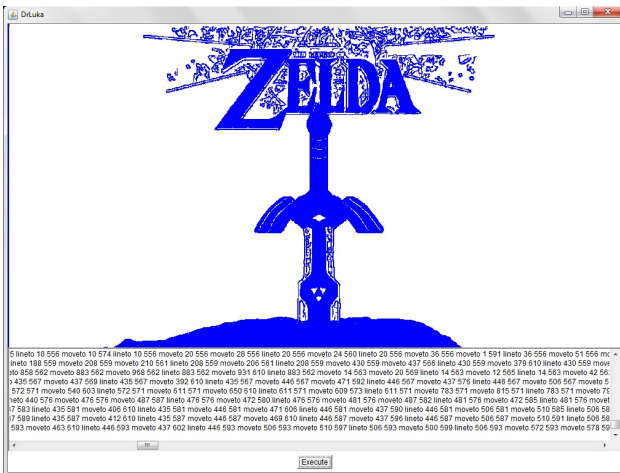 DrLuka
ZELDA
5 lineto 10 556 moveto 10 574 lineto 10 556 moveto 20 556 moveto 28 556 lineto 20 556 moveto 24 560 lineto 20 556 moveto 36 556 moveto 1 591 lineto 36 556 moveto 51 556 mo
ineto 188 559 moveto 208 559 moveto 210 561 lineto 208 559 moveto 206 561 lineto 208 559 moveto 430 559 moveto 437 566 lineto 430 559 moveto 379 610 lineto 430 559 move
to 858 562 moveto 883 562 moveto 968 562 lineto 883 562 moveto 931 610 lineto 883 562 moveto 14 563 moveto 20 569 lineto 14 563 moveto 12 565 lineto 14 563 moveto 42 56
435 567 moveto 437 569 lineto 435 567 moveto 392 610 lineto 435 567 moveto 446 567 moveto 471 592 lineto 446 567 moveto 437 576 lineto 446 567 moveto 506 567 moveto 5
572 571 moveto 540 603 lineto 572 571 moveto 611 571 moveto 650 610 lineto 611 571 moveto 609 573 lineto 611 571 moveto 783 571 moveto 815 571 lineto 783 571 moveto 79
neto 440 576 moveto 476 576 moveto 487 587 lineto 476 576 moveto 472 580 lineto 476 576 moveto 481 576 moveto 487 582 lineto 481 576 moveto 472 585 lineto 481 576 movet
7 583 lineto 435 581 moveto 406 610 lineto 435 581 moveto 446 581 moveto 471 606 lineto 446 581 moveto 437 590 lineto 446 581 moveto 506 581 moveto 510 585 lineto 506 58
7 589 lineto 435 587 moveto 412 610 lineto 435 587 moveto 446 587 moveto 469 610 lineto 446 587 moveto 437 596 lineto 446 587 moveto 506 587 moveto 510 591 lineto 506 58
593 moveto 463 610 lineto 446 593 moveto 437 602 lineto 446 593 moveto 506 593 moveto 510 597 lineto 506 593 moveto 500 599 lineto 506 593 moveto 572 593 moveto 578 59
Execute